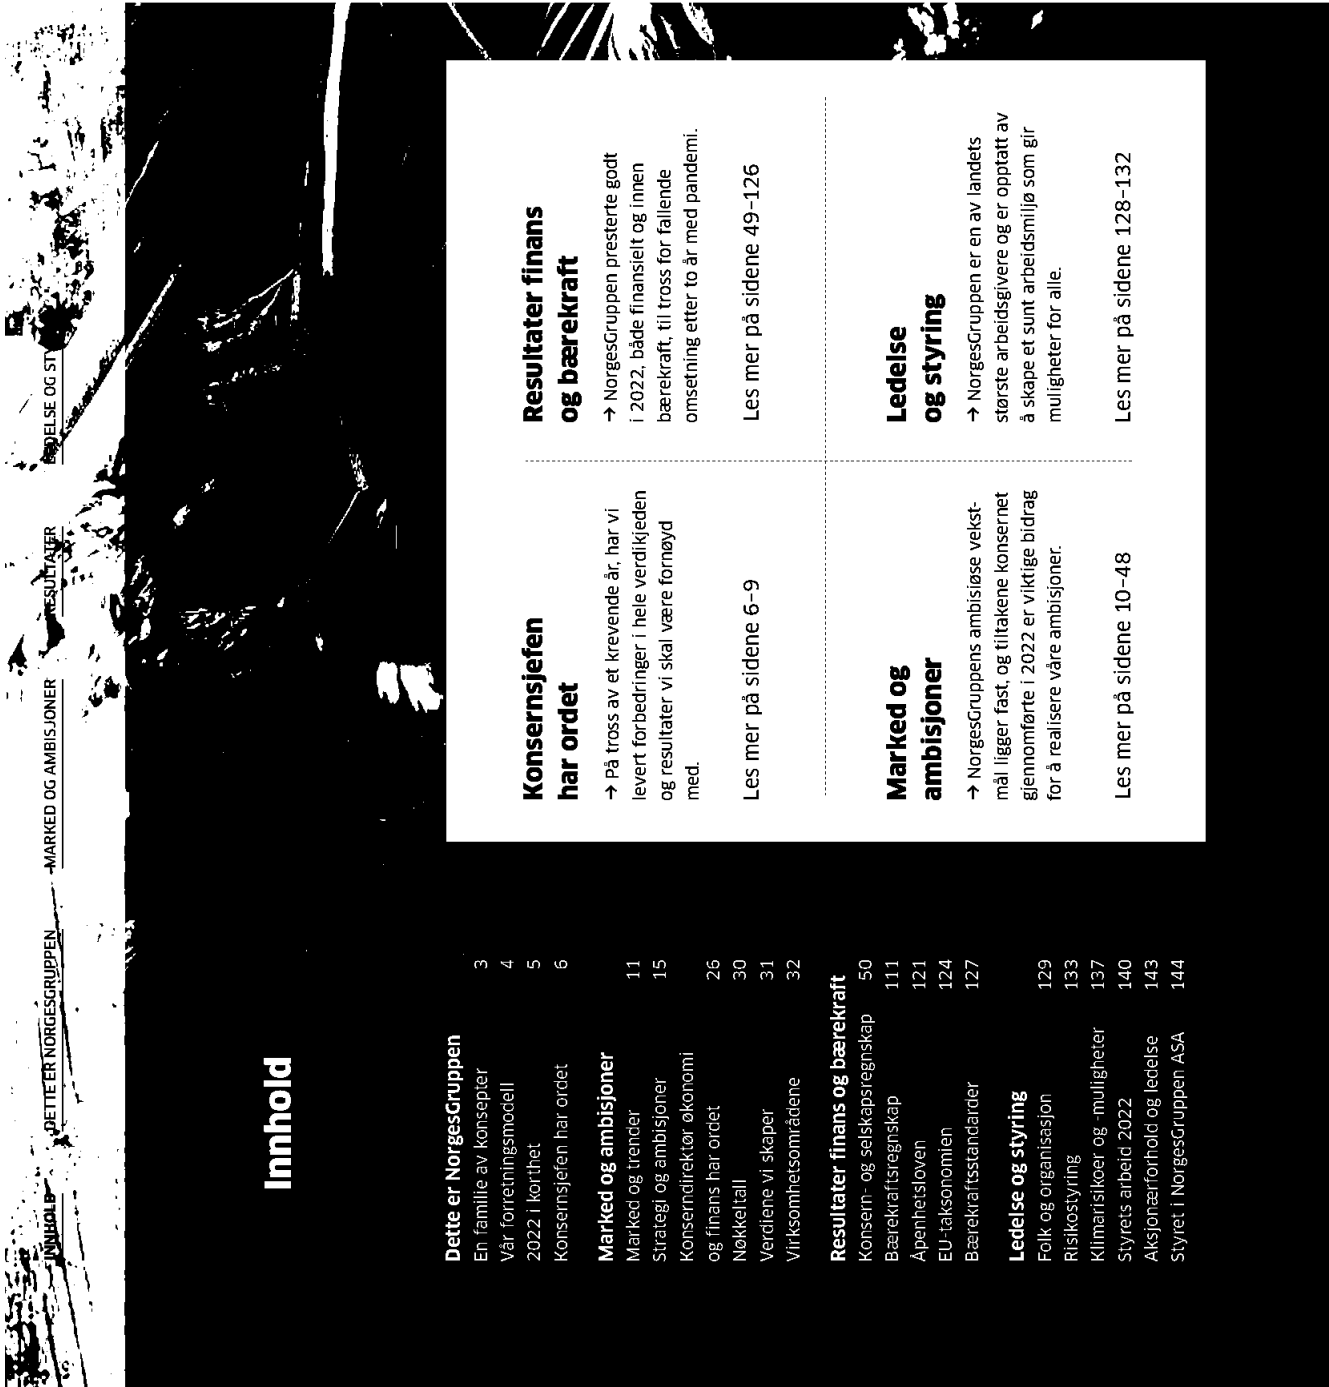 INNHOLD
DETTE ER NORGESGRUPPEN
MARKED OG AMBISJONER
RESULTATER
LEDELSE OG STY
Innhold
Dette er NorgesGruppen
En familie av konsepter 3
Vår forretningsmodell 4
2022 i korthet 5
Konsernsjefen har ordet 6
Marked og ambisjoner
Marked og trender 11
Strategi og ambisjoner 15
Konserndirektør økonomi
og finans har ordet 26
Nøkkeltall 30
Verdiene vi skaper 31
Virksomhetsområdene 32
Resultater finans og bærekraft
Konsern- og selskapsregnskap 50
Bærekraftsregnskap 111
Åpenhetsloven 121
EU-taksonomien 124
Bærekraftsstandarder 127
Ledelse og styring
Folk og organisasjon 129
Risikostyring 133
Klimarisikoer og -muligheter 137
Styrets arbeid 2022 140
Aksjonærforhold og ledelse 143
Styret i NorgesGruppen ASA 144
Konsernsjefen
har ordet
→ På tross av et krevende år, har vi
levert forbedringer i hele verdikjeden
og resultater vi skal være fornøyd
med.
Les mer på sidene 6–9
Resultater finans
og bærekraft
→ NorgesGruppen presterte godt
i 2022, både finansielt og innen
bærekraft, til tross for fallende
omsetning etter to år med pandemi.
Les mer på sidene 49–126
Marked og
ambisjoner
→ NorgesGruppens ambisiøse vekst-
mål ligger fast, og tiltakene konsernet
gjennomførte i 2022 er viktige bidrag
for å realisere våre ambisjoner.
Les mer på sidene 10–48
Ledelse
og styring
→ NorgesGruppen er en av landets
største arbeidsgivere og er opptatt av
å skape et sunt arbeidsmiljø som gir
muligheter for alle.
Les mer på sidene 128–132